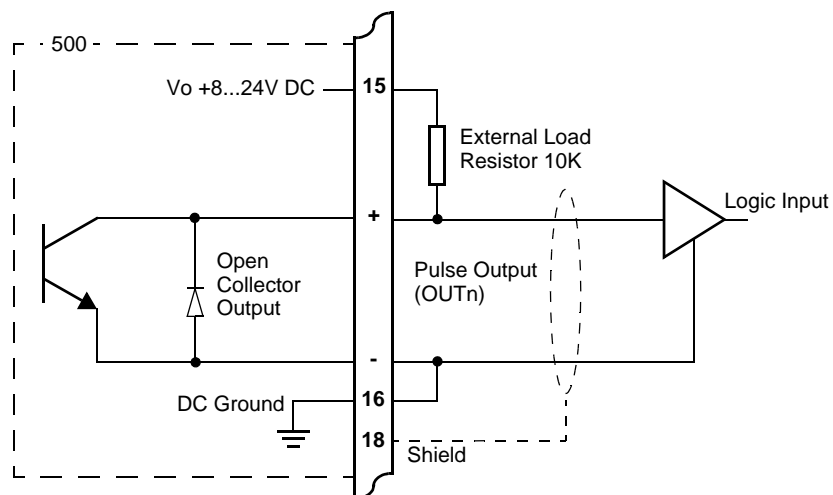 500
Vo +8...24V DC
15
External Load
Resistor 10K
+
Logic Input
Open
Collector
Output
Pulse Output
(OUTn)
-
DC Ground
16
18
Shield